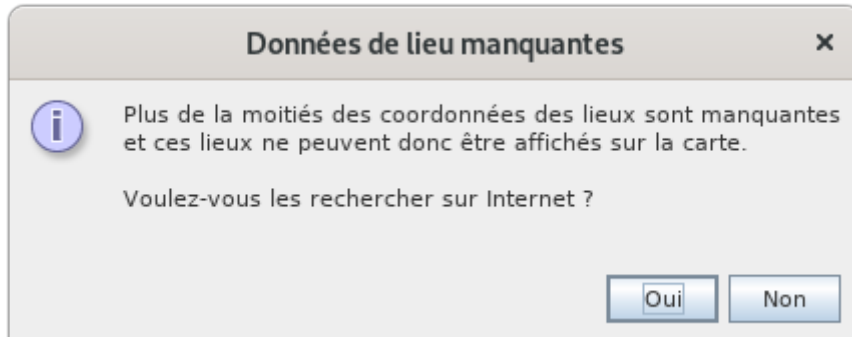 Données de lieu manquantes
Plus de la moitiés des coordonnées des lieux sont manquantes
et ces lieux ne peuvent donc être affichés sur la carte.
Voulez-vous les rechercher sur Internet ?
Oui Non